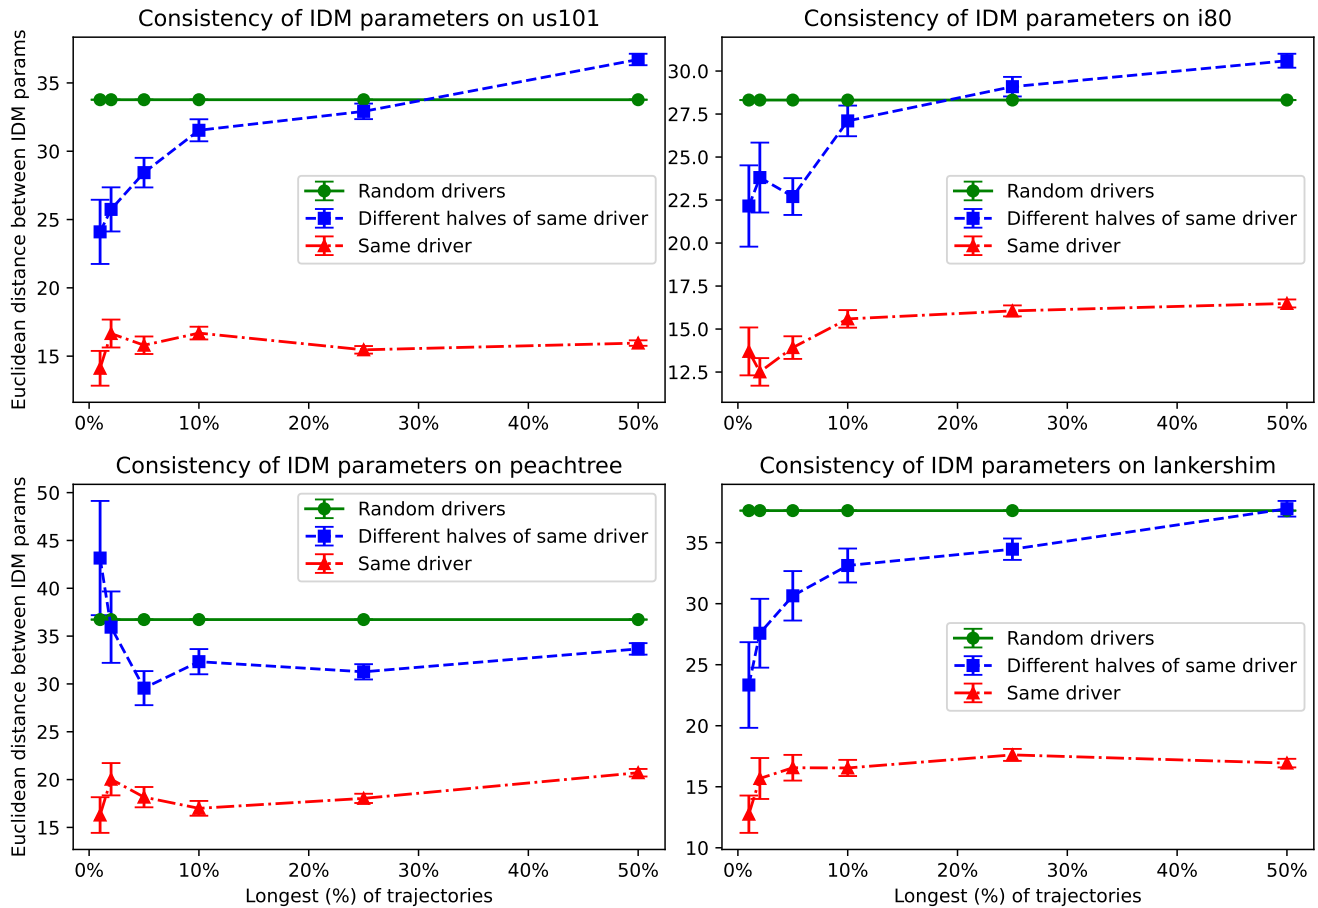 Consistency of IDM parameters on us101
Euclidean distance between IDM params
35
30
25
20
15
Random drivers
Different halves of same driver
Same driver
0% 10% 20% 30% 40% 50%
Consistency of IDM parameters on i80
30.0
27.5
25.0
22.5
20.0
17.5
15.0
12.5
Random drivers
Different halves of same driver
Same driver
0% 10% 20% 30% 40% 50%
Consistency of IDM parameters on peachtree
Euclidean distance between IDM params
50
45
40
35
30
25
20
15
Random drivers
Different halves of same driver
Same driver
0% 10% 20% 30% 40% 50%
Longest (%) of trajectories
Consistency of IDM parameters on lankershim
35
30
25
20
15
10
Random drivers
Different halves of same driver
Same driver
0% 10% 20% 30% 40% 50%
Longest (%) of trajectories